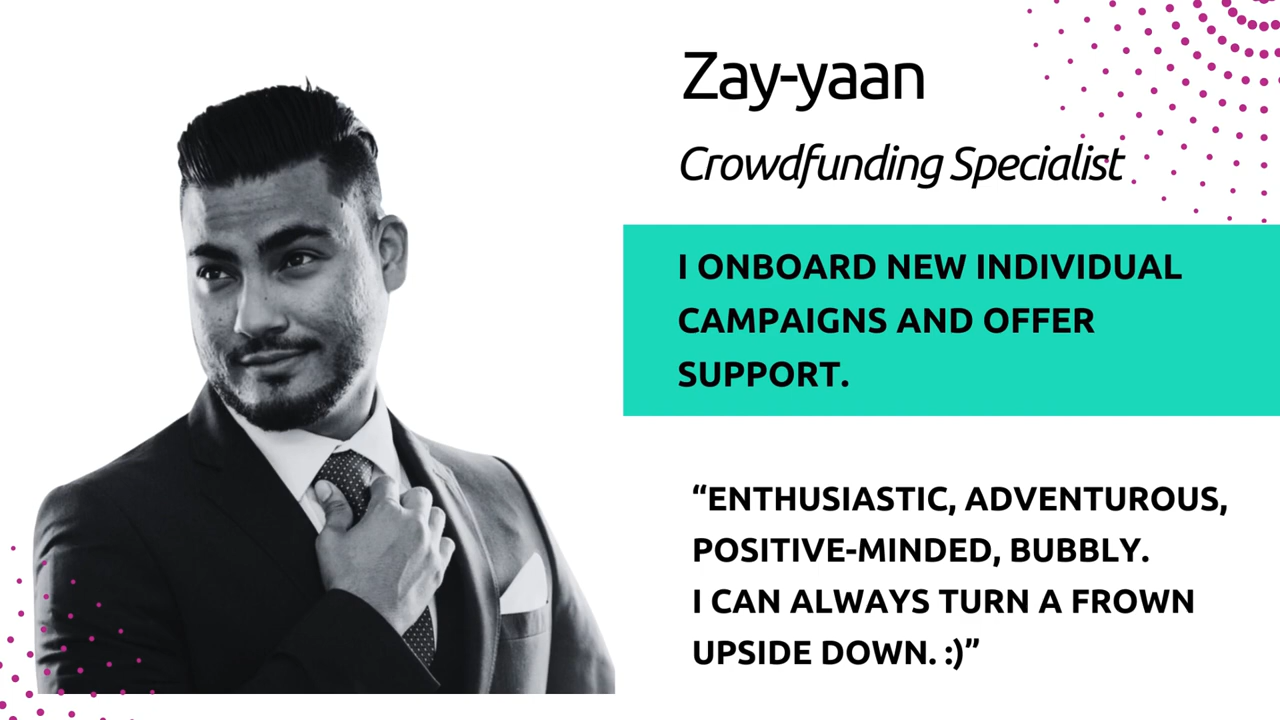 Zay-yaan
Crowdfunding Specialist
I ONBOARD NEW INDIVIDUAL
CAMPAIGNS AND OFFER
SUPPORT.
“ENTHUSIASTIC, ADVENTUROUS,
POSITIVE-MINDED, BUBBLY.
I CAN ALWAYS TURN A FROWN
UPSIDE DOWN. :)”